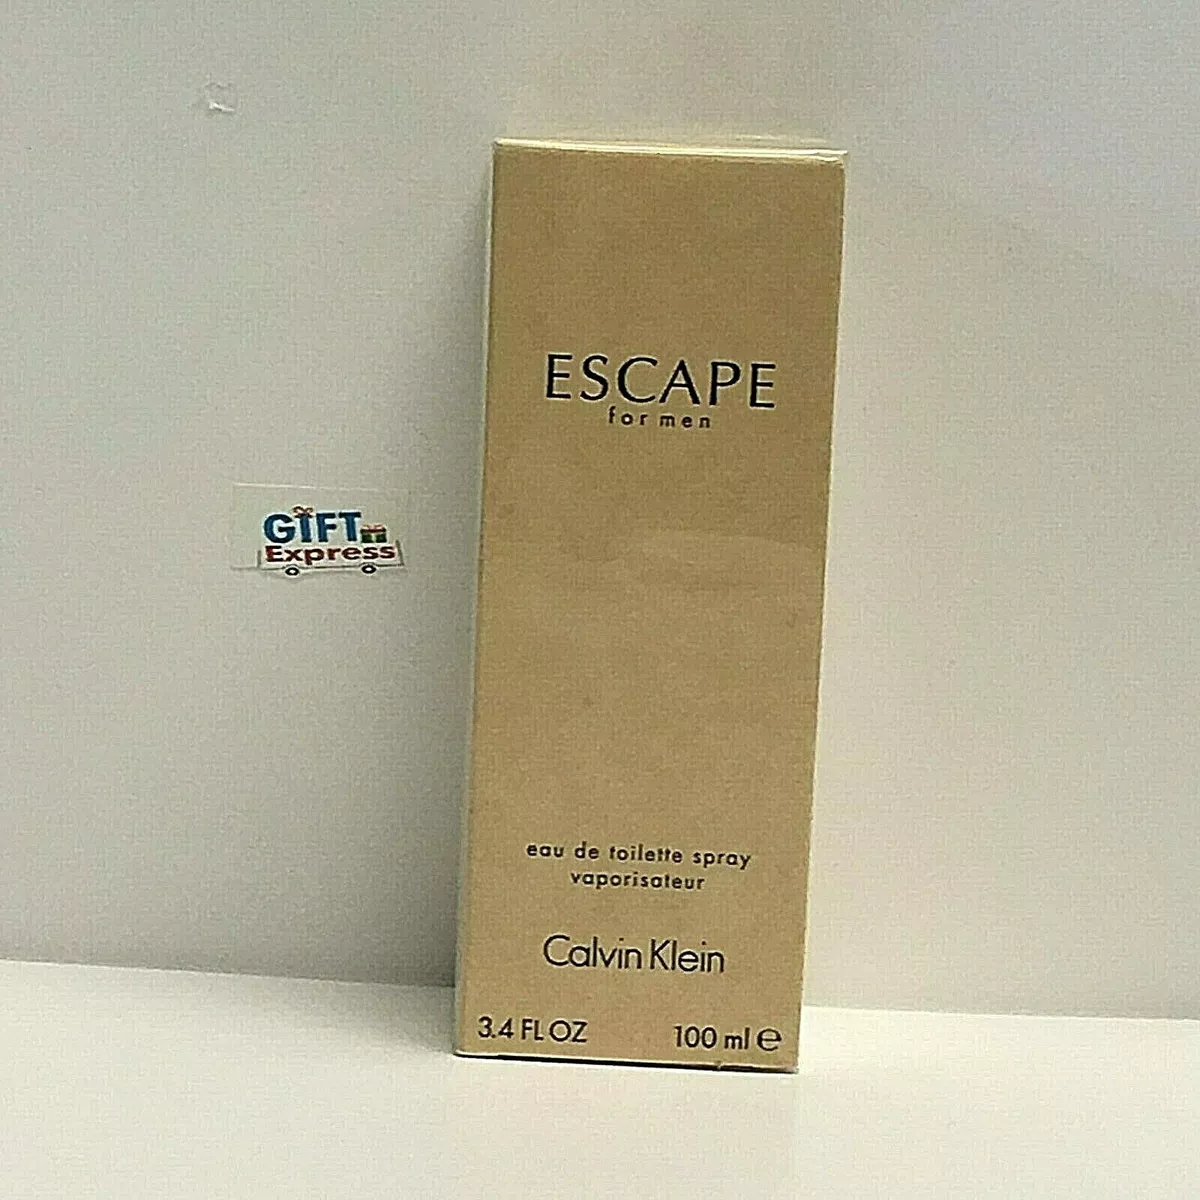 ESCAPE
for men
GIFT
Express
eau de toilette spray
vaporisateur
Calvin Klein
3.4 FL OZ 100 ml ℮